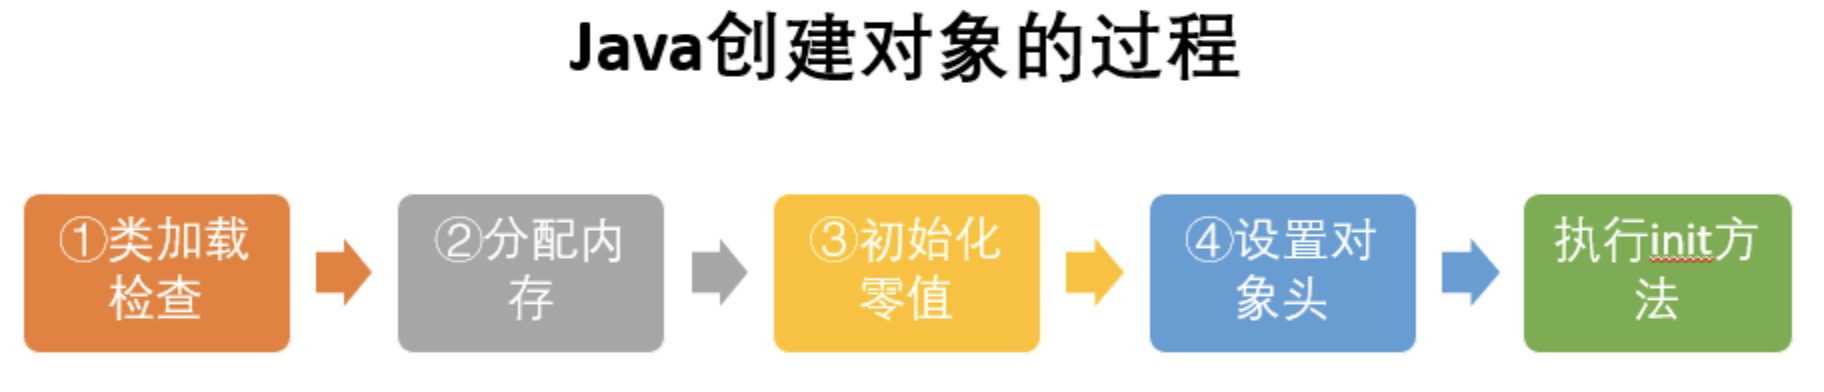 Java创建对象的过程
①类加载
检查
②分配内
存
③初始化
零值
④设置对
象头
执行init方
法